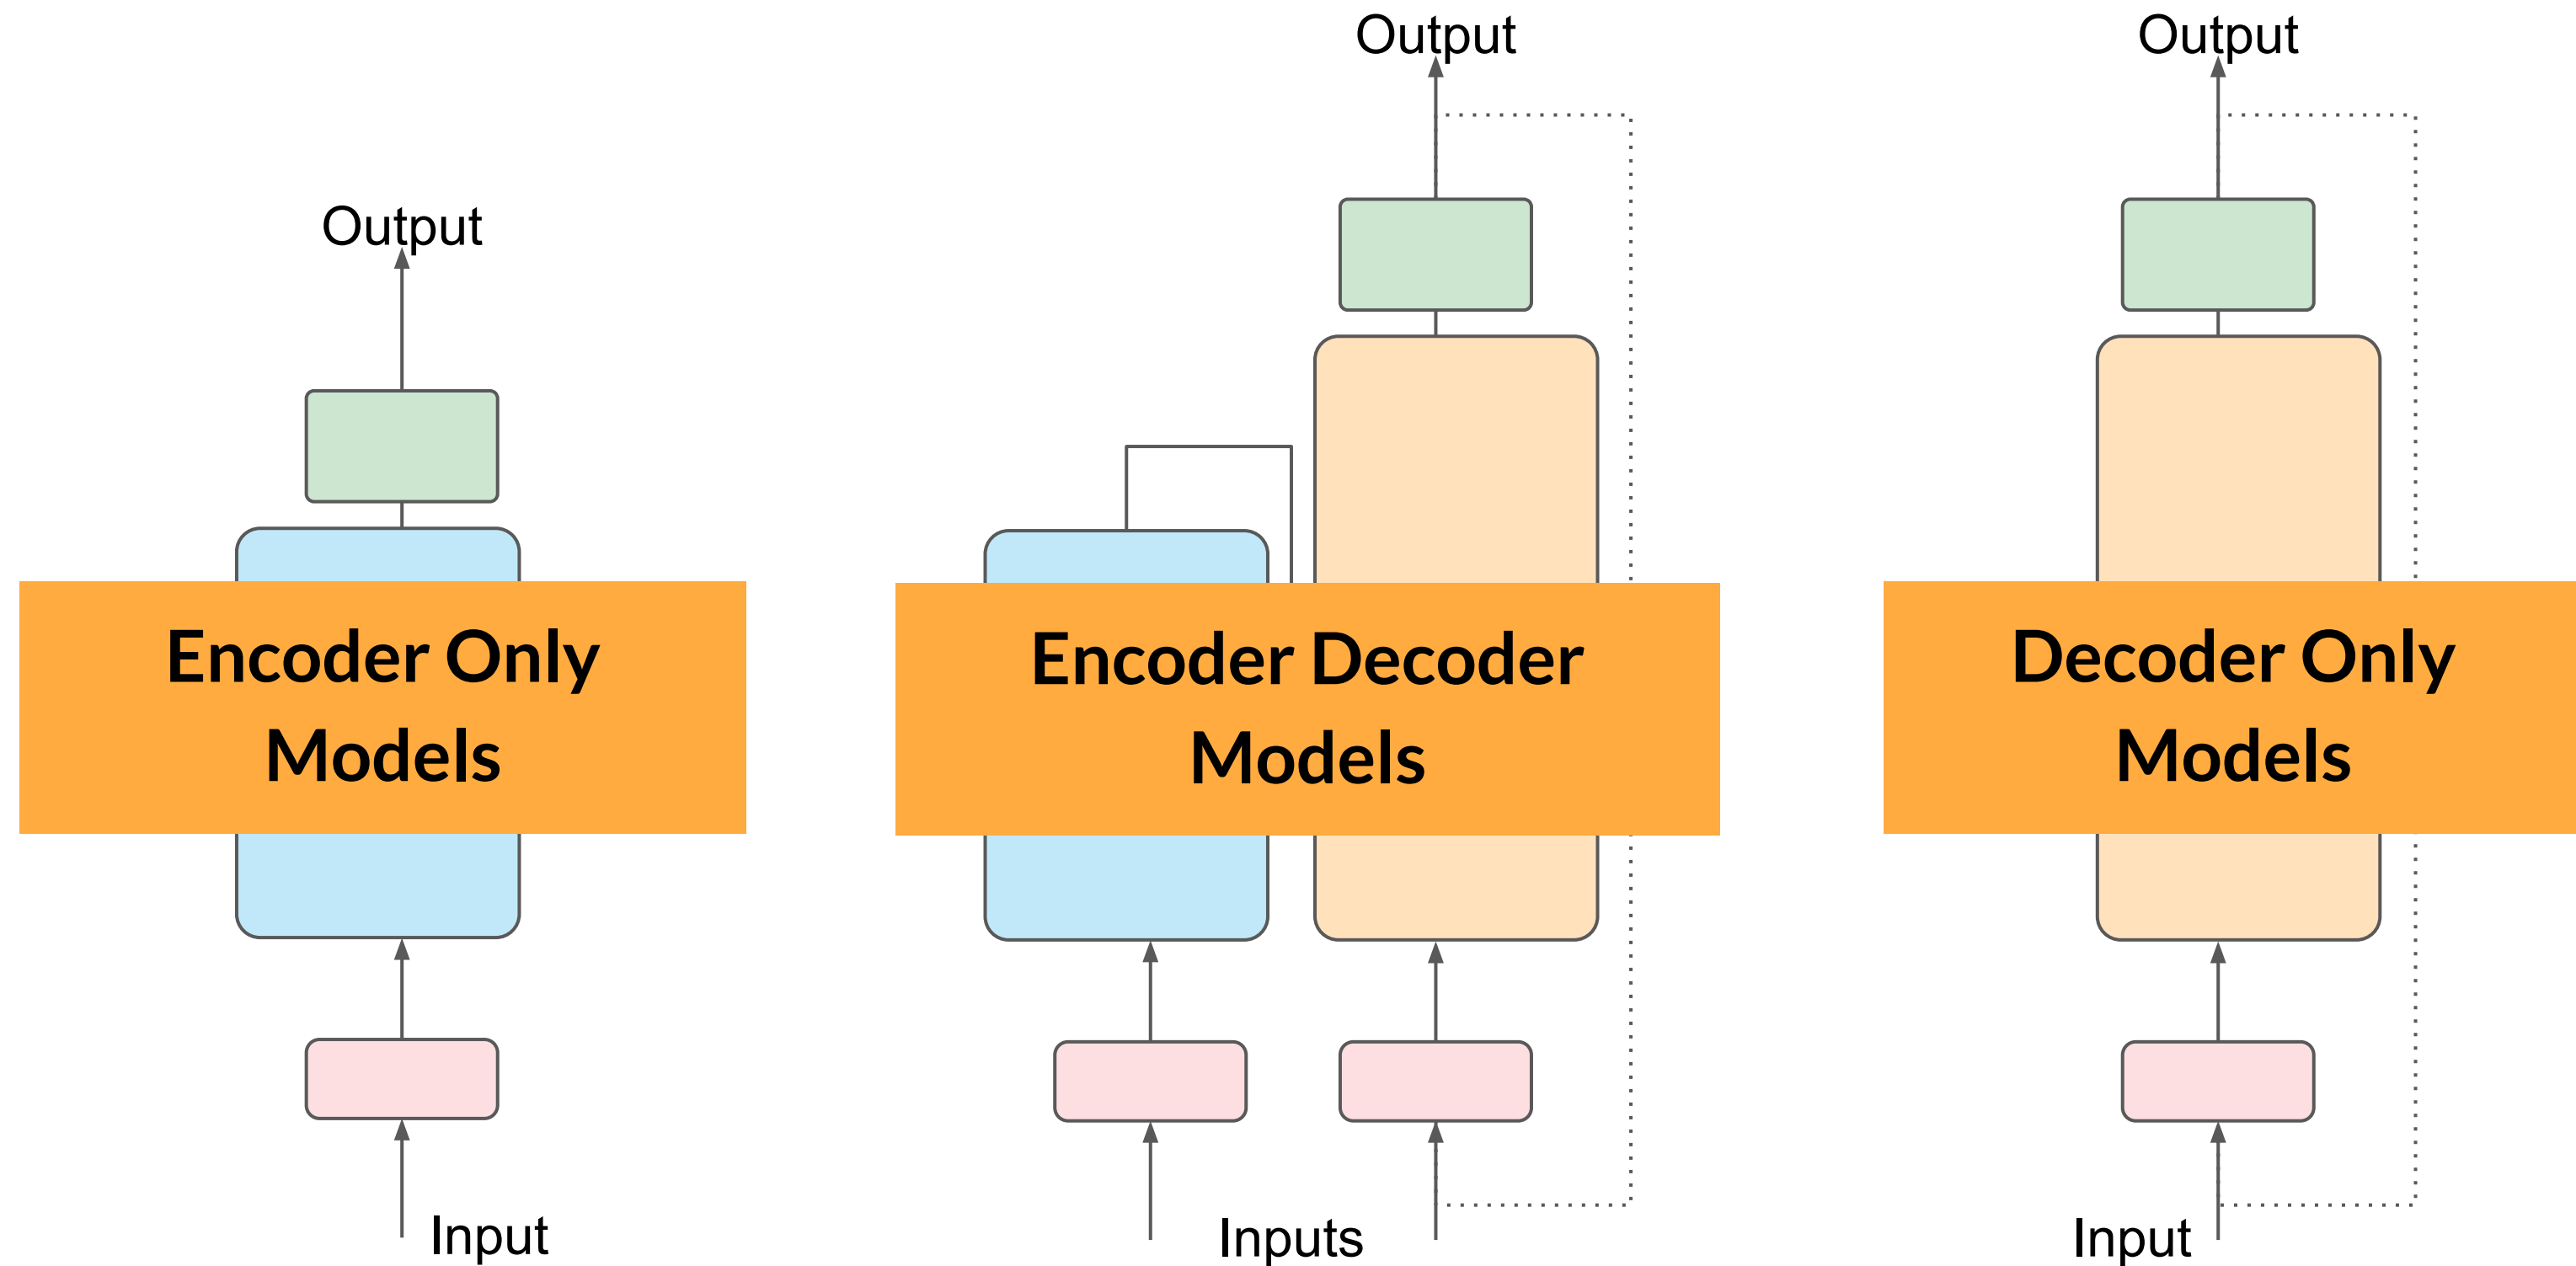 Output
Output
Output
Encoder Only
Models
Encoder Decoder
Models
Decoder Only
Models
Input
Inputs
Input